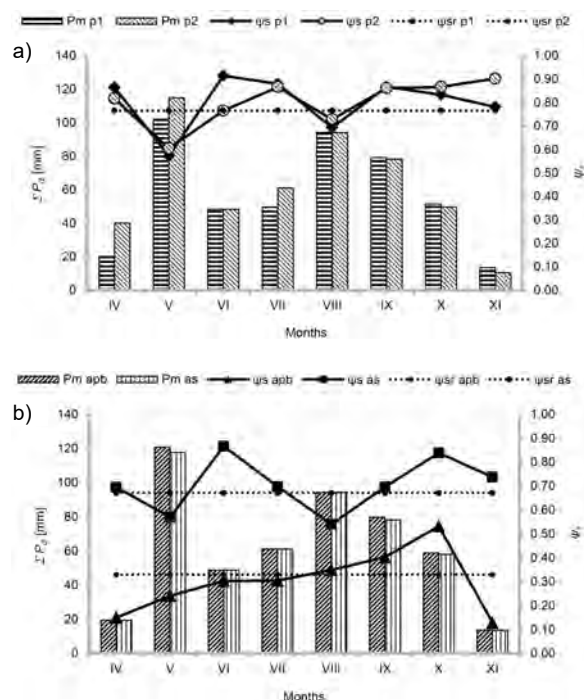 Pm p1 Pm p2 ψs p1 ψs p2 ψsr p1 ψsr p2
a)
140 1.00
120 0.90
100 0.80
80 0.70
60 0.60
40 0.50
20 0.40
0 0.30
0.20
0.10
0.00
Σ Pd [mm]
ψs
IV V VI VII VIII IX X XI
Months
Pm apb Pm as ψs apb ψs as ψsr apb ψsr as
b)
140 1.00
120 0.90
100 0.80
80 0.70
60 0.60
40 0.50
20 0.40
0 0.30
0.20
0.10
0.00
Σ Pd [mm]
ψs
IV V VI VII VIII IX X XI
Months